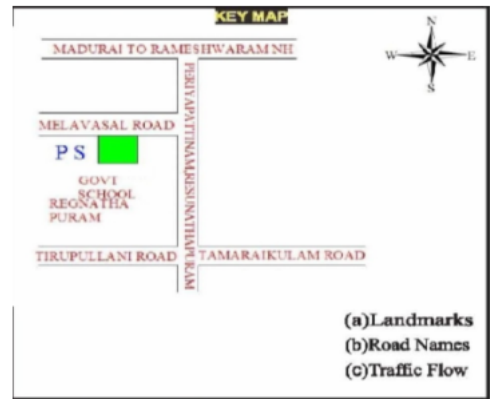 KEY MAP
N
MADURAI TO RAMESHWARAM NH
W
E
S
MELAVASAL ROAD
P S
GOVT
SCHOOL
REGNATHA
PURAM
TIRUPULLANI ROAD
TAMARAIKULAM ROAD
(a)Landmarks
(b)Road Names
(c)Traffic Flow